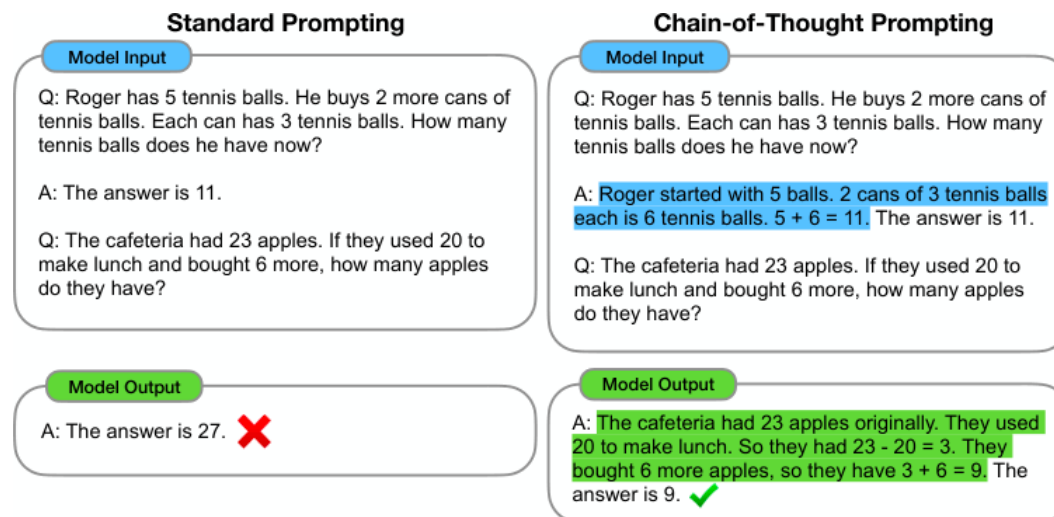 Standard Prompting
Model Input
Q: Roger has 5 tennis balls. He buys 2 more cans of
tennis balls. Each can has 3 tennis balls. How many
tennis balls does he have now?
A: The answer is 11.
Q: The cafeteria had 23 apples. If they used 20 to
make lunch and bought 6 more, how many apples
do they have?
Model Output
A: The answer is 27.
Chain-of-Thought Prompting
Model Input
Q: Roger has 5 tennis balls. He buys 2 more cans of
tennis balls. Each can has 3 tennis balls. How many
tennis balls does he have now?
A: Roger started with 5 balls. 2 cans of 3 tennis balls
each is 6 tennis balls. 5 + 6 = 11. The answer is 11.
Q: The cafeteria had 23 apples. If they used 20 to
make lunch and bought 6 more, how many apples
do they have?
Model Output
A: The cafeteria had 23 apples originally. They used
20 to make lunch. So they had 23 - 20 = 3. They
bought 6 more apples, so they have 3 + 6 = 9. The
answer is 9.